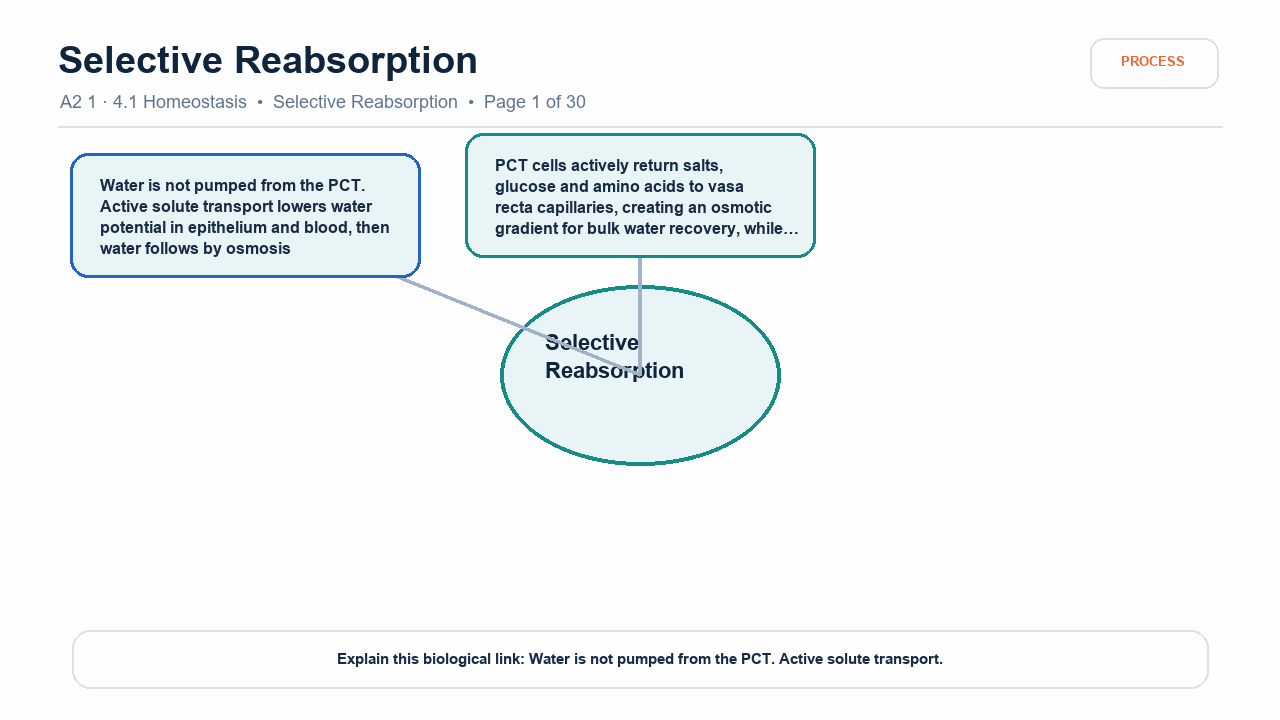 Selective Reabsorption
PROCESS
A2 1 · 4.1 Homeostasis • Selective Reabsorption • Page 1 of 30
Water is not pumped from the PCT.
Active solute transport lowers water
potential in epithelium and blood, then
water follows by osmosis
PCT cells actively return salts,
glucose and amino acids to vasa
recta capillaries, creating an osmotic
gradient for bulk water recovery, while…
Selective
Reabsorption
Explain this biological link: Water is not pumped from the PCT. Active solute transport.